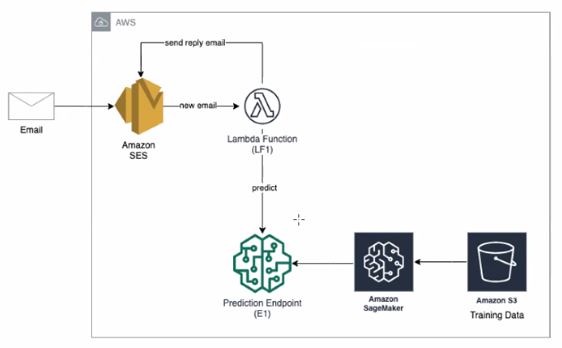 AWS
send reply email
new email
Email
Amazon
SES
Lambda Function
(LF1)
predict
Prediction Endpoint
(E1)
Amazon
SageMaker
Amazon S3
Training Data